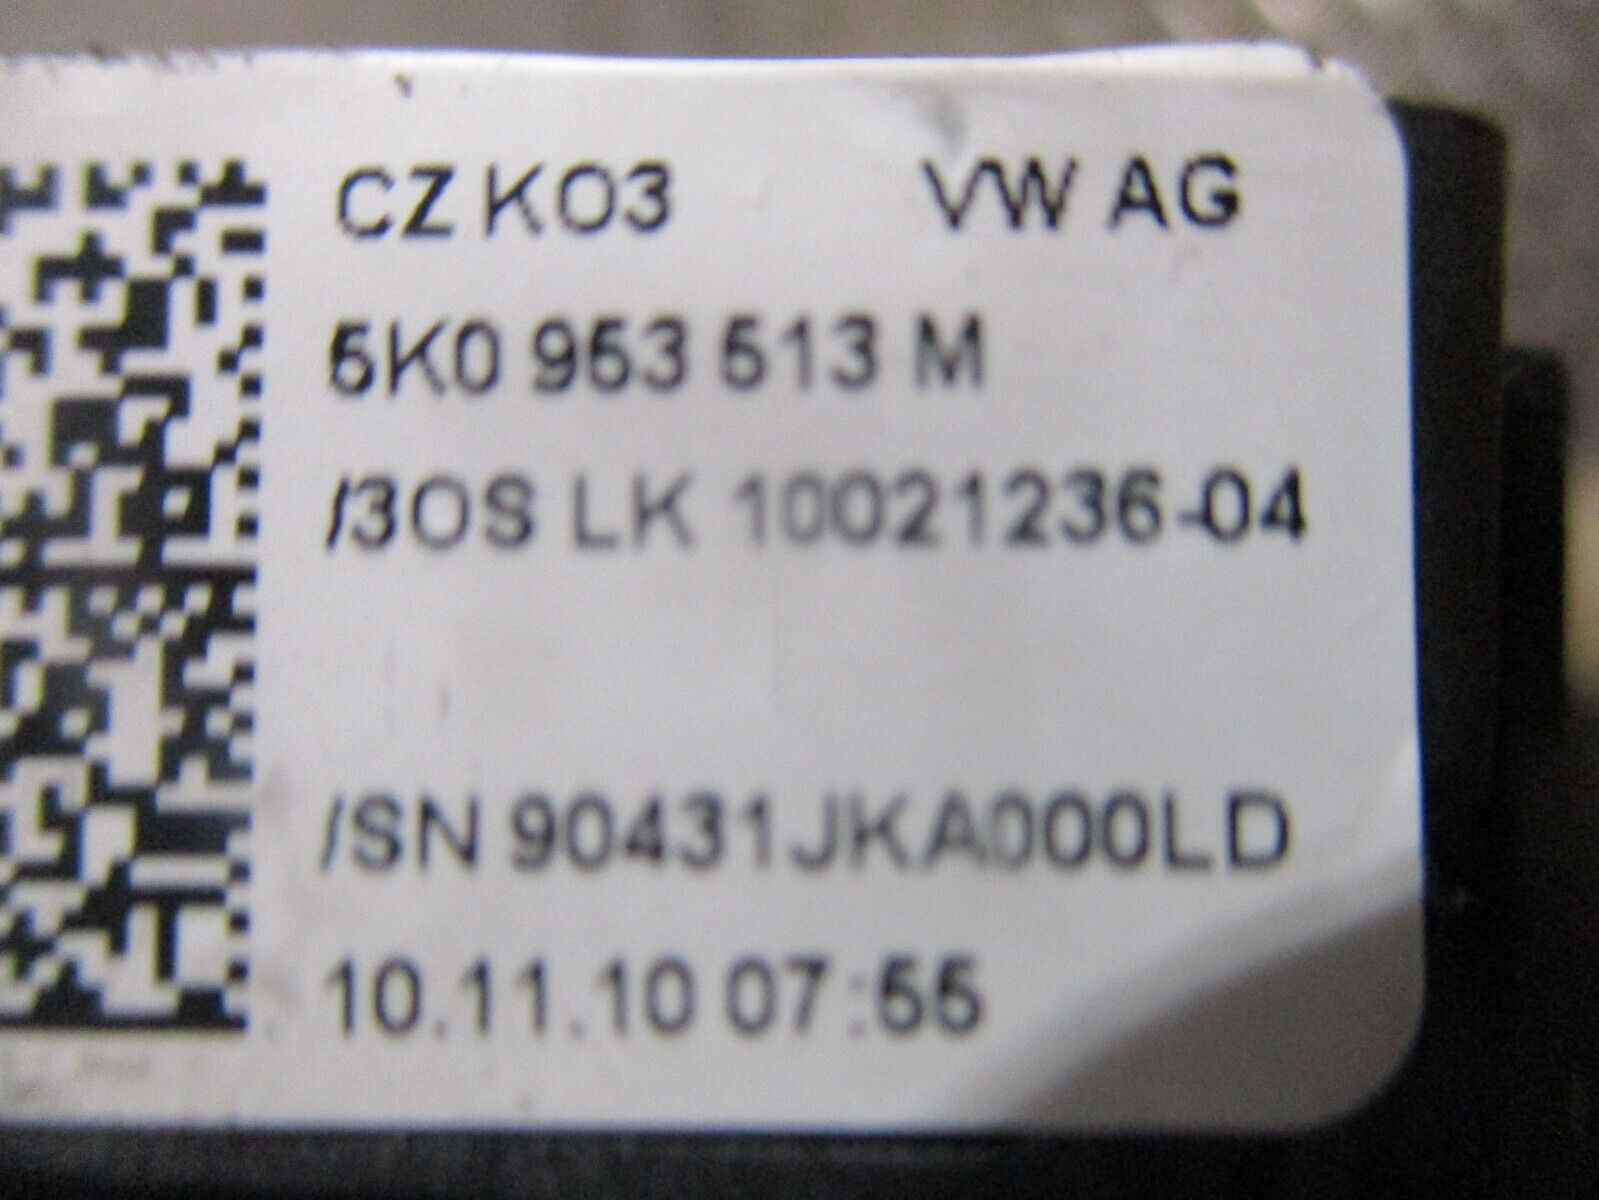 CZ KO3 VW AG
5K0 953 513 M
/3OS LK 10021236-04
/SN 90431JKA000LD
10.11.10 07:55